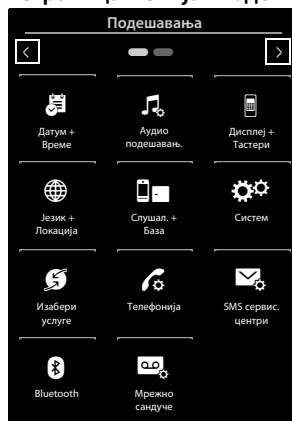 Подешавања
Датум +
Време
Аудио
подешавањ.
Дисплеј +
Тастери
Језик +
Локација
Слушал. +
База
Систем
Изабери
услуге
Телефонија
SMS сервис.
центри
Bluetooth
Мрежно
сандуче